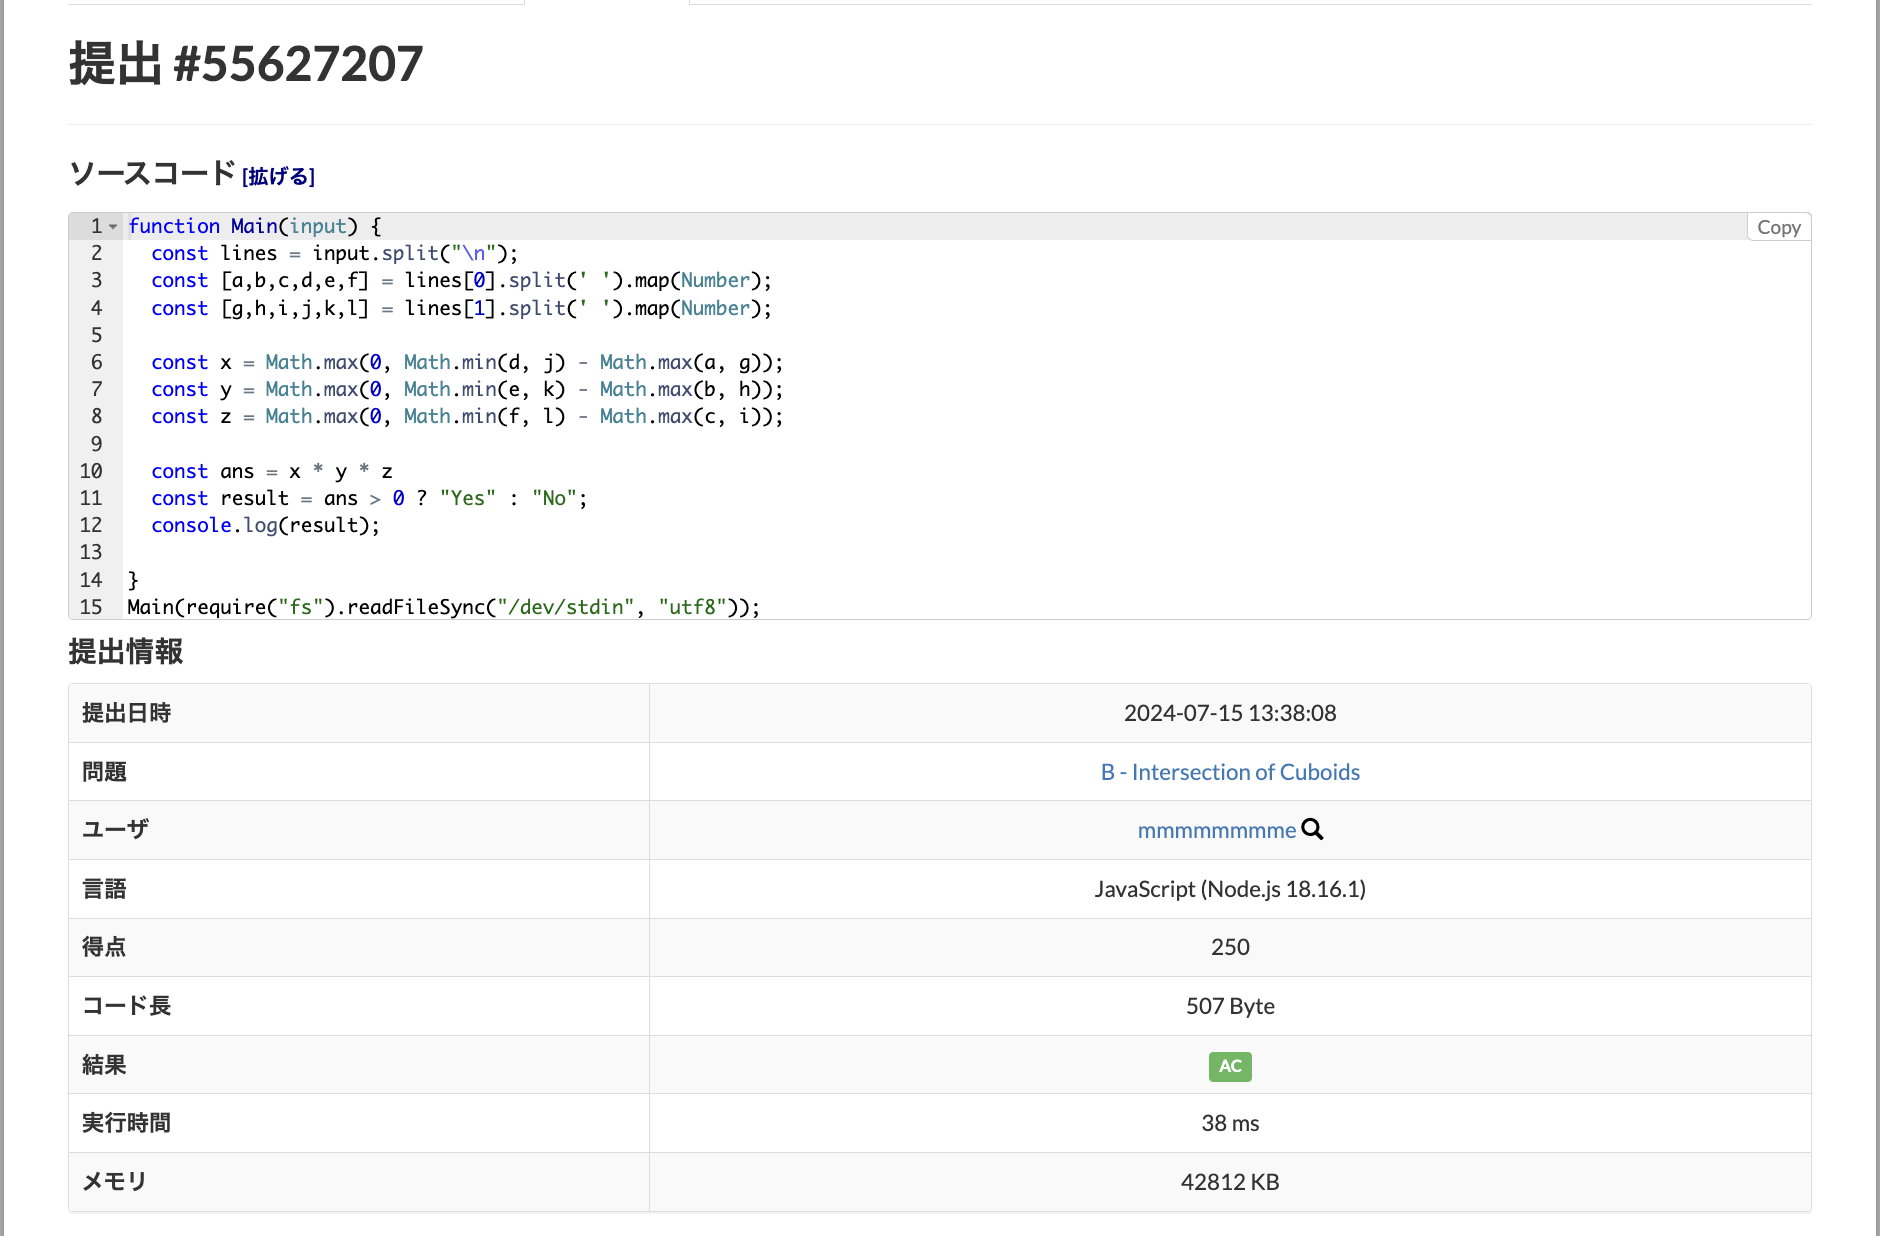 提出 #55627207
ソースコード [拡げる]
Copy
1 function Main(input) {
2 const lines = input.split("\n");
3 const [a,b,c,d,e,f] = lines[0].split(' ').map(Number);
4 const [g,h,i,j,k,l] = lines[1].split(' ').map(Number);
5
6 const x = Math.max(0, Math.min(d, j) - Math.max(a, g));
7 const y = Math.max(0, Math.min(e, k) - Math.max(b, h));
8 const z = Math.max(0, Math.min(f, l) - Math.max(c, i));
9
10 const ans = x * y * z
11 const result = ans > 0 ? "Yes" : "No";
12 console.log(result);
13
14 }
15 Main(require("fs").readFileSync("/dev/stdin", "utf8"));
提出情報
提出日時 2024-07-15 13:38:08
問題 B - Intersection of Cuboids
ユーザ mmmmmmmme
言語 JavaScript (Node.js 18.16.1)
得点 250
コード長 507 Byte
結果 AC
実行時間 38 ms
メモリ 42812 KB